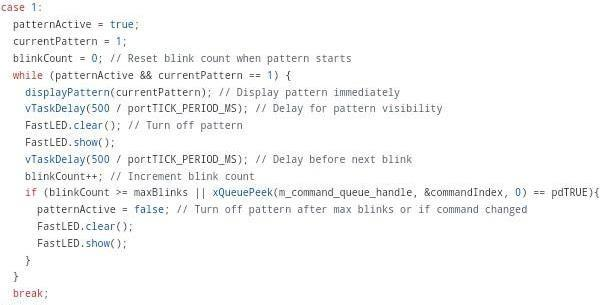 case 1:
patternActive = true;
currentPattern = 1;
blinkCount = 0; // Reset blink count when pattern starts
while (patternActive && currentPattern == 1) {
displayPattern(currentPattern); // Display pattern immediately
vTaskDelay(500 / portTICK_PERIOD_MS); // Delay for pattern visibility
FastLED.clear(); // Turn off pattern
FastLED.show();
vTaskDelay(500 / portTICK_PERIOD_MS); // Delay before next blink
blinkCount++; // Increment blink count
if (blinkCount >= maxBlinks || xQueuePeek(m_command_queue_handle, &commandIndex, 0) == pdTRUE){
patternActive = false; // Turn off pattern after max blinks or if command changed
FastLED.clear();
FastLED.show();
}
}
break;